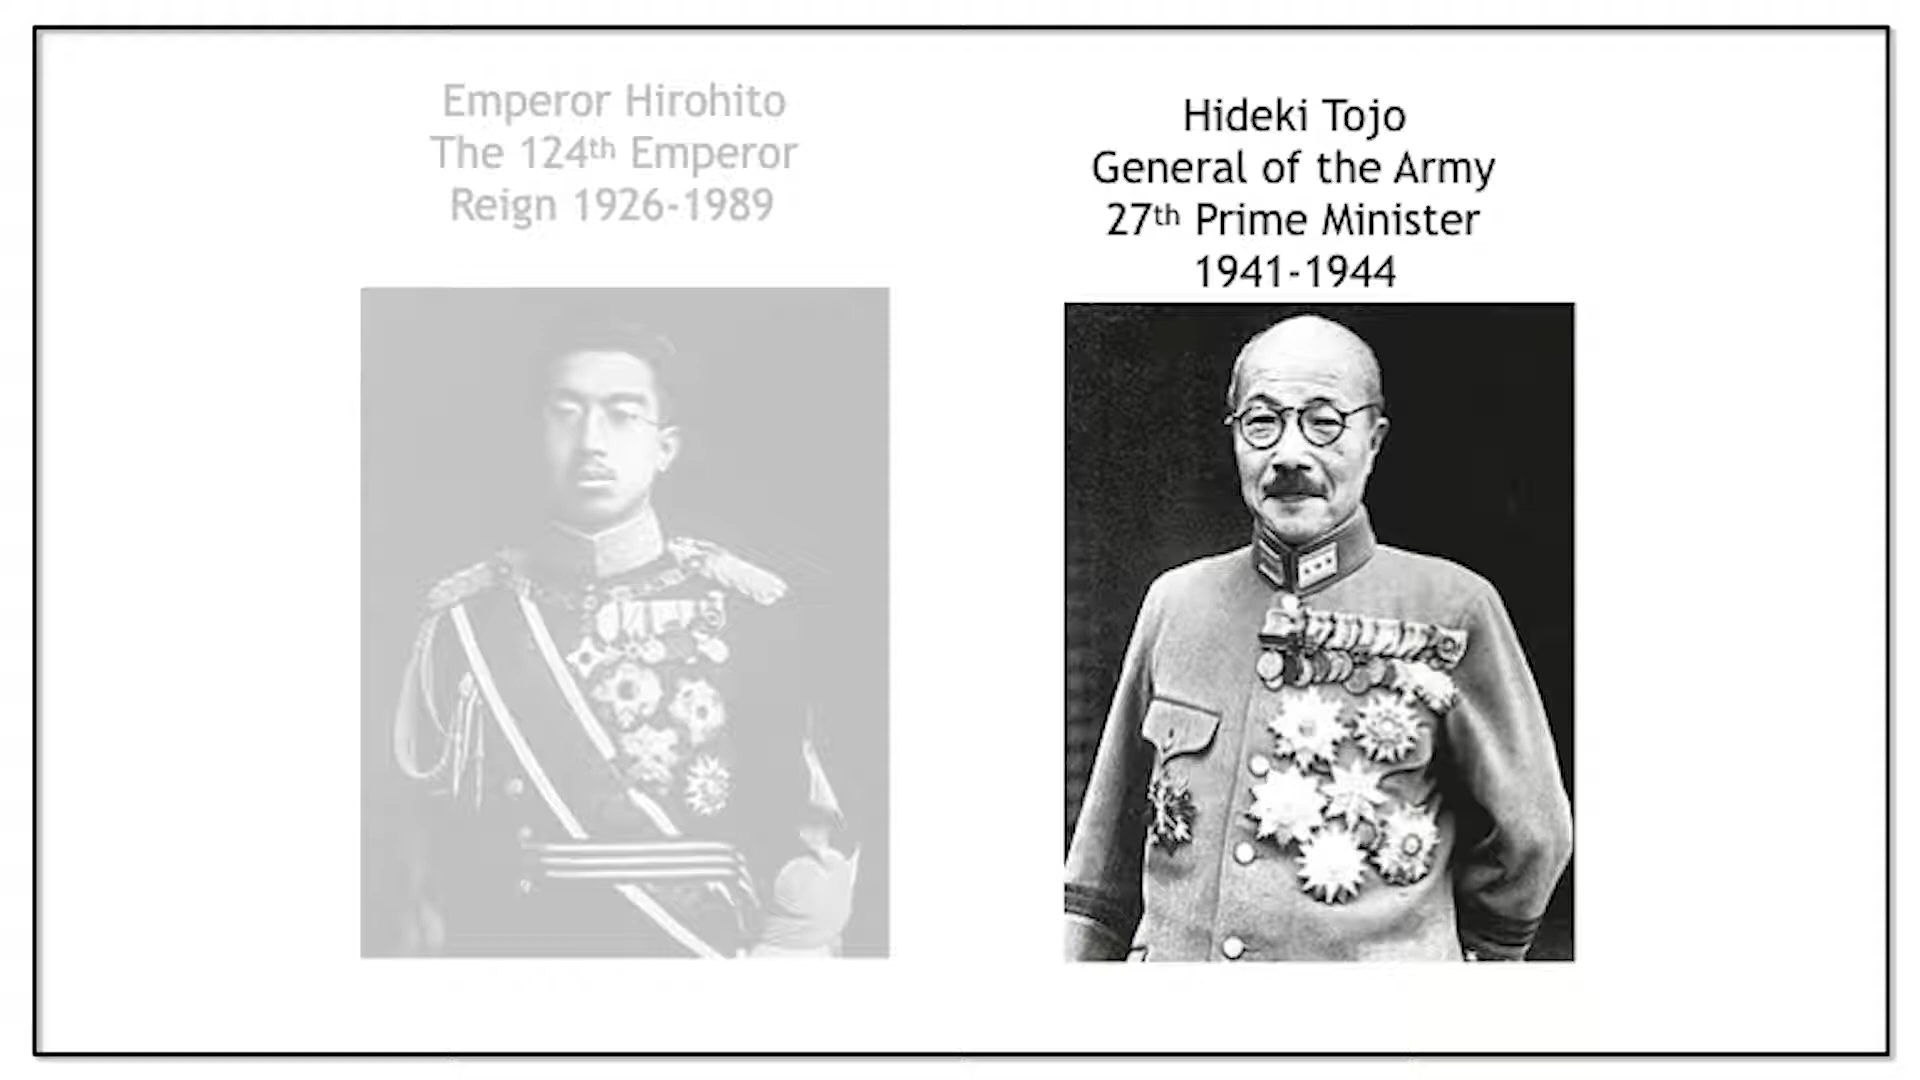 Emperor Hirohito
The 124th Emperor
Reign 1926-1989
Hideki Tojo
General of the Army
27th Prime Minister
1941-1944